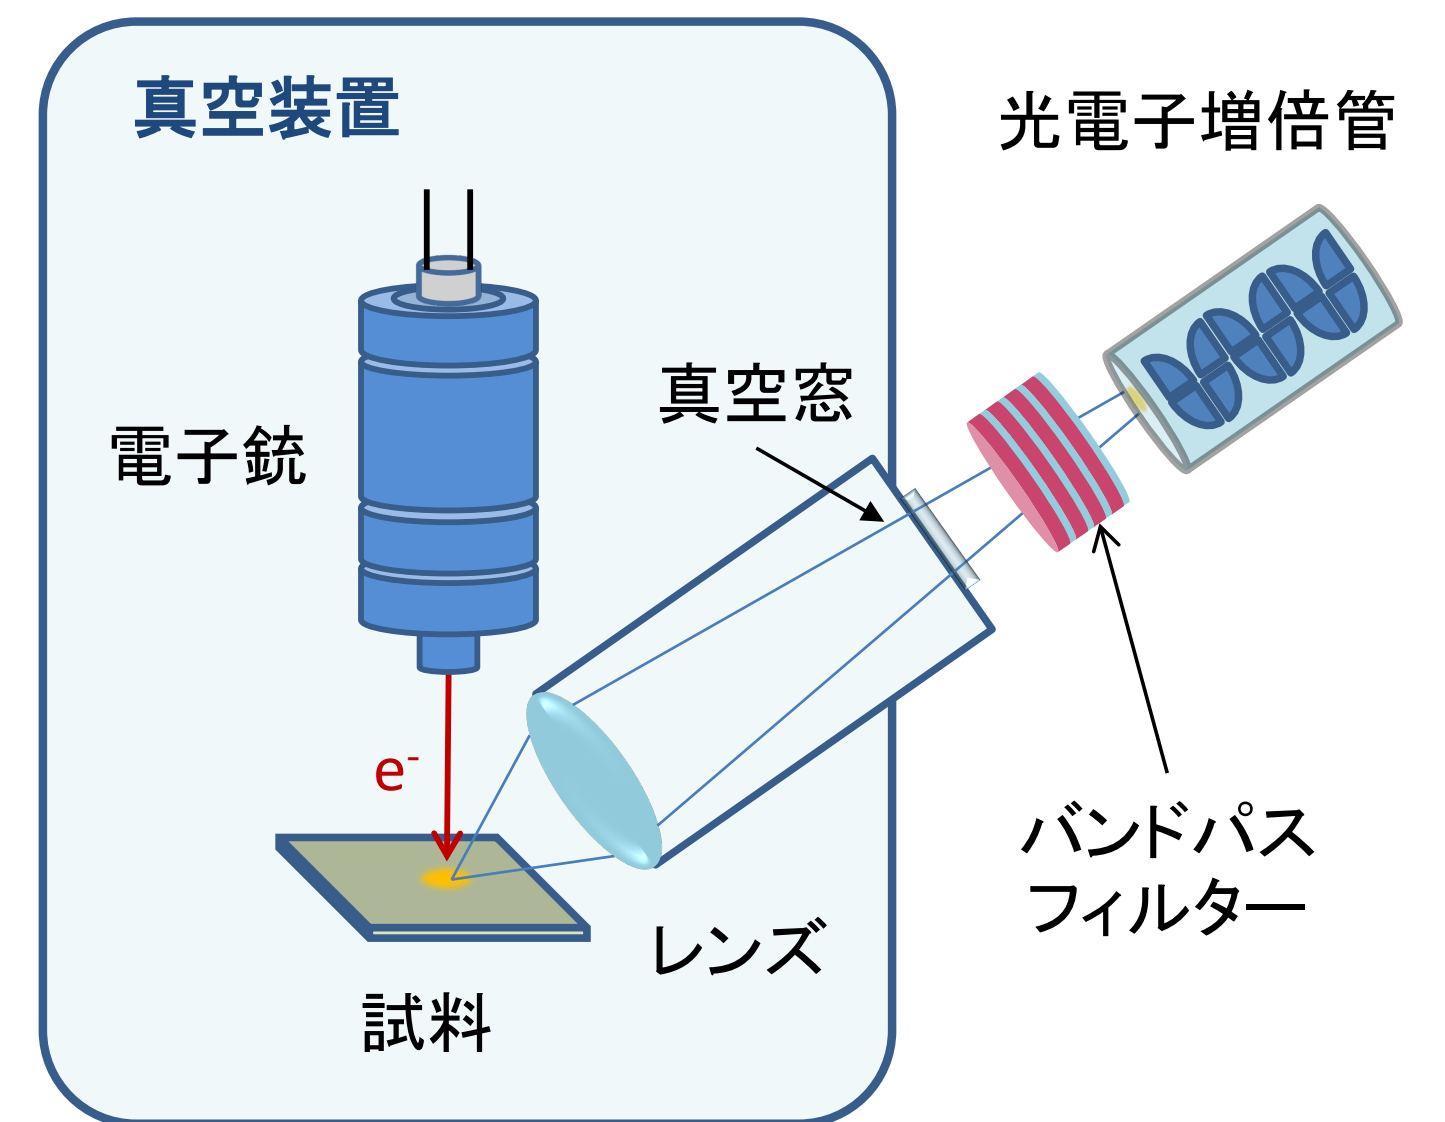 真空装置
光電子増倍管
真空窓
電子銃
e⁻
バンドパス
フィルター
レンズ
試料